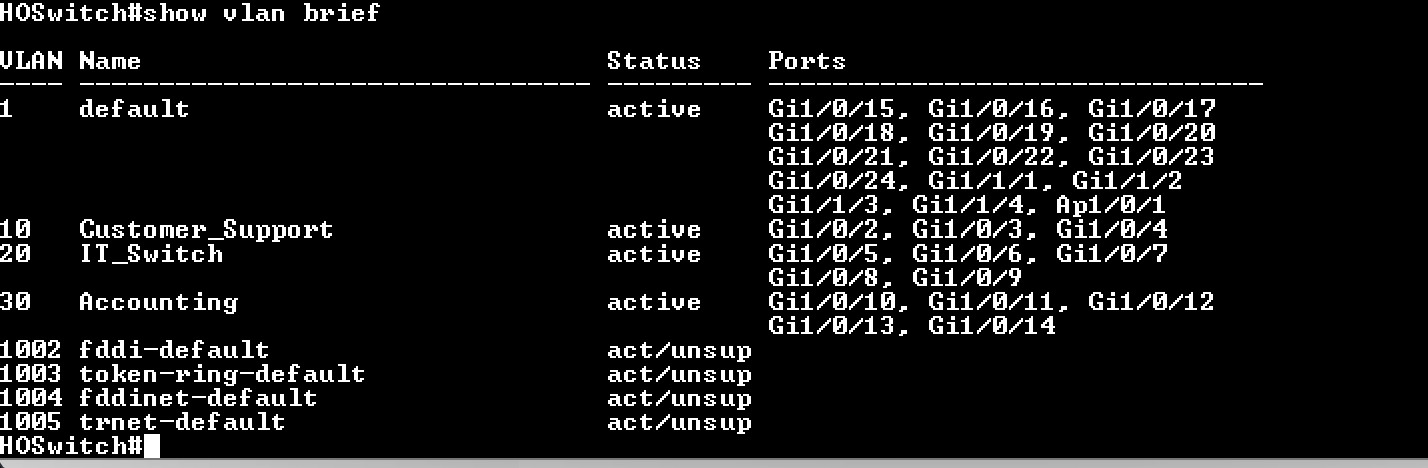 HOSwitch#show vlan brief
VLAN Name                             Status    Ports
---- -------------------------------- --------- -------------------------------
1    default                          active    Gi1/0/15, Gi1/0/16, Gi1/0/17
                                                Gi1/0/18, Gi1/0/19, Gi1/0/20
                                                Gi1/0/21, Gi1/0/22, Gi1/0/23
                                                Gi1/0/24, Gi1/1/1, Gi1/1/2
                                                Gi1/1/3, Gi1/1/4, Ap1/0/1
10   Customer_Support                 active    Gi1/0/2, Gi1/0/3, Gi1/0/4
20   IT_Switch                        active    Gi1/0/5, Gi1/0/6, Gi1/0/7
                                                Gi1/0/8, Gi1/0/9
30   Accounting                       active    Gi1/0/10, Gi1/0/11, Gi1/0/12
                                                Gi1/0/13, Gi1/0/14
1002 fddi-default                     act/unsup
1003 token-ring-default               act/unsup
1004 fddinet-default                  act/unsup
1005 trnet-default                    act/unsup
HOSwitch#